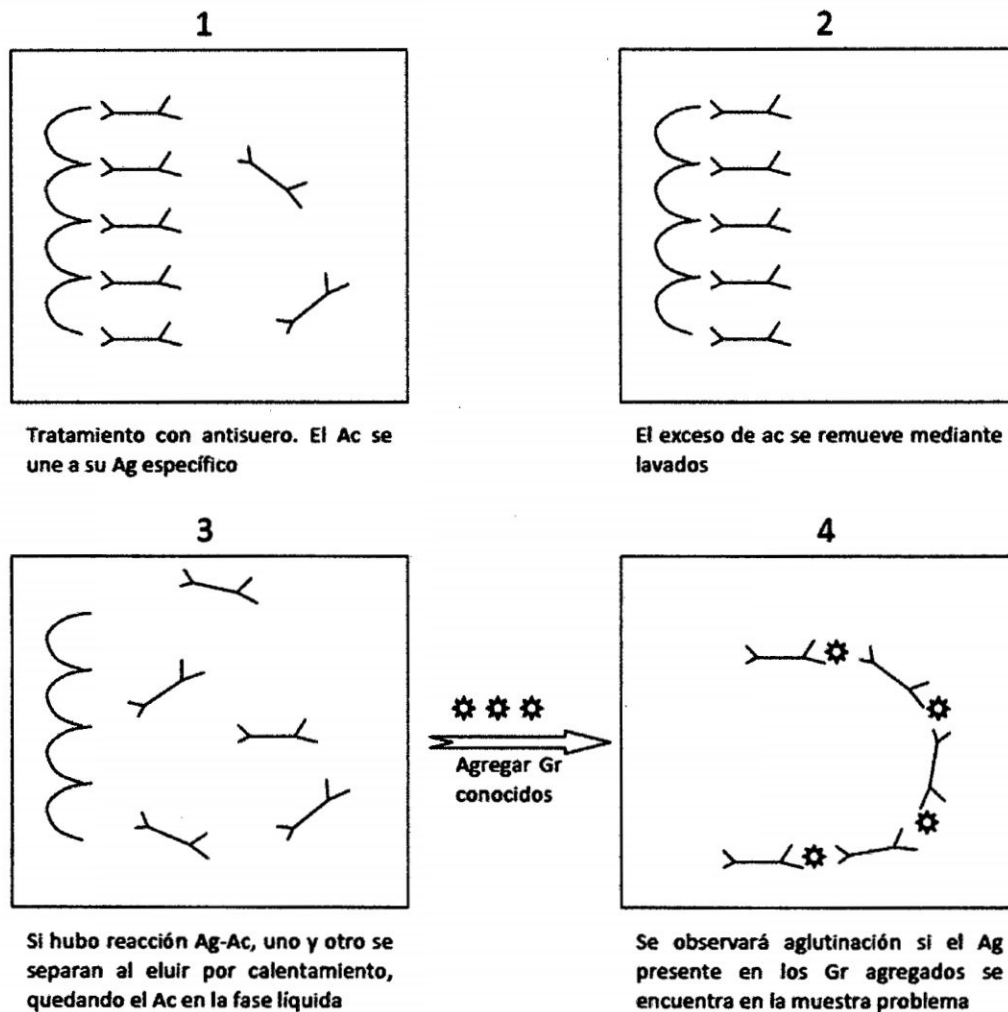 1
2
Tratamiento con antisuero. El Ac se
une a su Ag específico
El exceso de ac se remueve mediante
lavados
3
4
Agregar Gr
conocidos
Si hubo reacción Ag-Ac, uno y otro se
separan al eluir por calentamiento,
quedando el Ac en la fase líquida
Se observará aglutinación si el Ag
presente en los Gr agregados se
encuentra en la muestra problema